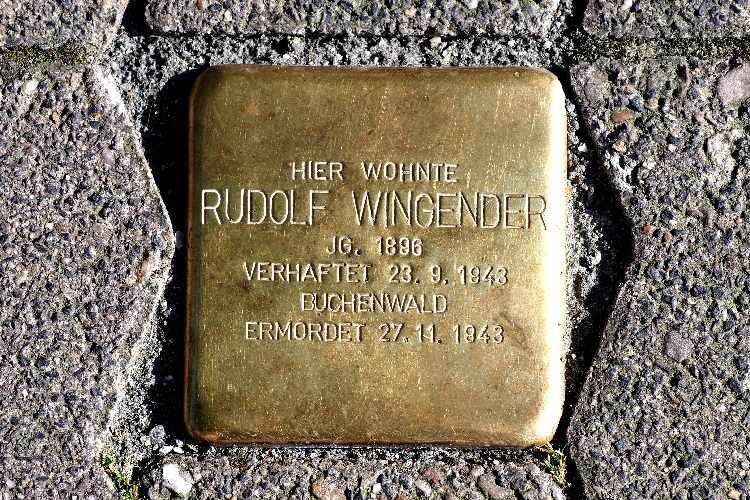 HIER WOHNTE
RUDOLF WINGENDER
JG. 1896
VERHAFTET 23.9.1943
BUCHENWALD
ERMORDET 27.11.1943